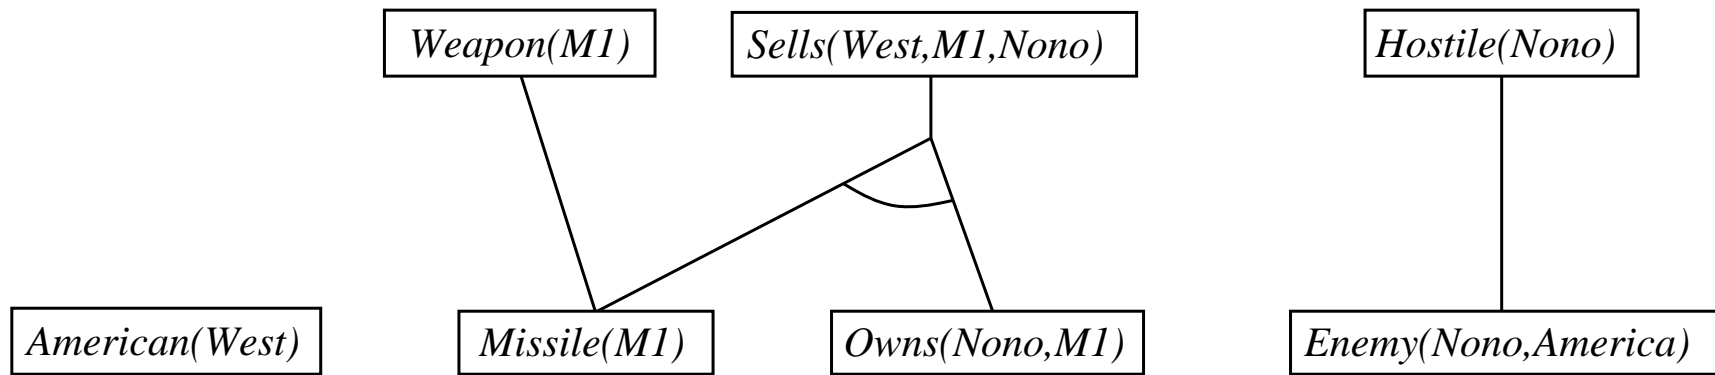 Weapon(M1)
Sells(West,M1,Nono)
Hostile(Nono)
American(West)
Missile(M1)
Owns(Nono,M1)
Enemy(Nono,America)